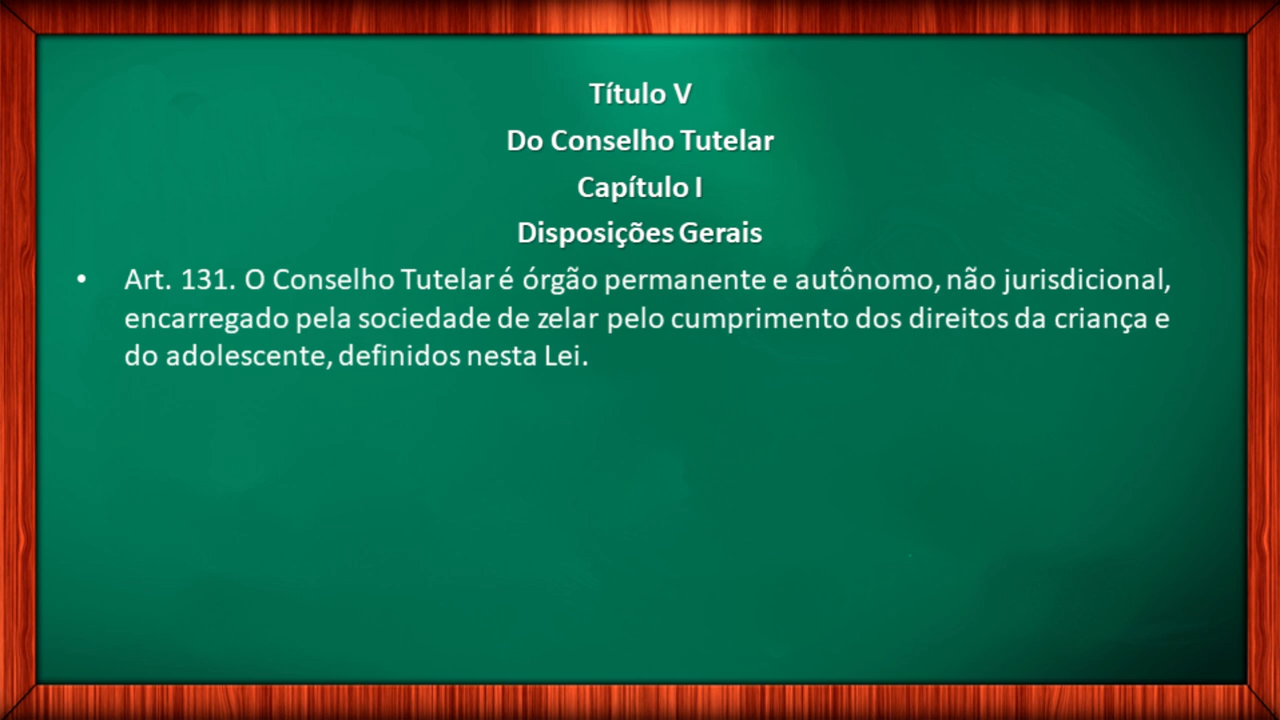 Título V
Do Conselho Tutelar
Capítulo I
Disposições Gerais
• Art. 131. O Conselho Tutelar é órgão permanente e autônomo, não jurisdicional,
encarregado pela sociedade de zelar pelo cumprimento dos direitos da criança e
do adolescente, definidos nesta Lei.